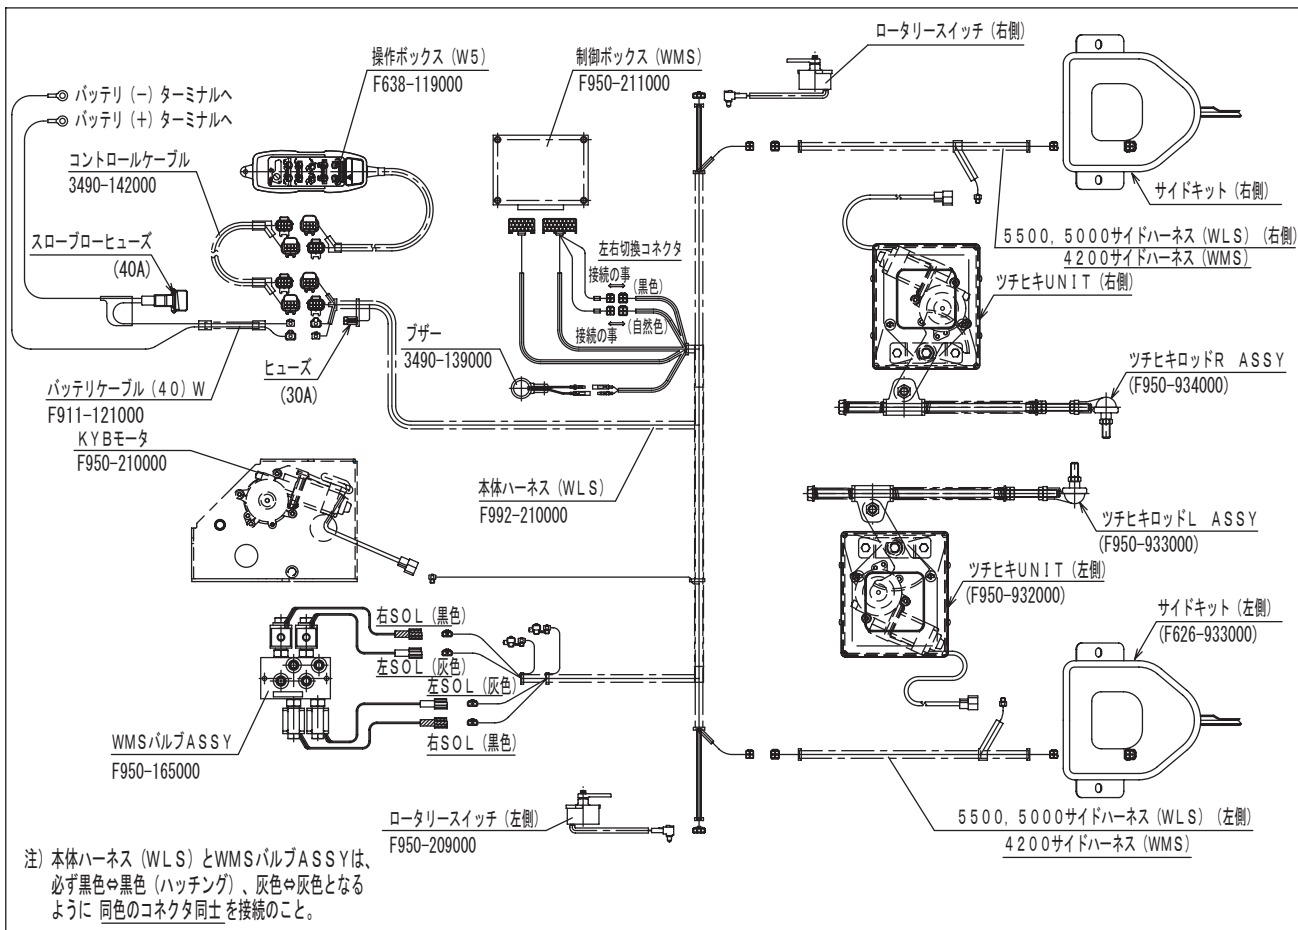 ロータリースイッチ (右側)
操作ボックス (W5)
F638-119000
制御ボックス (WMS)
F950-211000
バッテリ (−) ターミナルへ
バッテリ (+) ターミナルへ
コントロールケーブル
3490-142000
サイドキット (右側)
スローブローヒューズ
(40A)
左右切換コネクタ
接続の事
(黒色)
(自然色)
接続の事
5500, 5000サイドハーネス (WLS) (右側)
4200サイドハーネス (WMS)
ツチヒキUNIT (右側)
ブザー
3490-139000
ヒューズ
(30A)
バッテリケーブル (40) W
F911-121000
ツチヒキロッドR ASSY
(F950-934000)
KYBモータ
F950-210000
本体ハーネス (WLS)
F992-210000
ツチヒキロッドL ASSY
(F950-933000)
ツチヒキUNIT (左側)
(F950-932000)
サイドキット (左側)
(F626-933000)
右SOL (黒色)
左SOL (灰色)
左SOL (灰色)
右SOL (黒色)
WMSバルブASSY
F950-165000
ロータリースイッチ (左側)
F950-209000
5500, 5000サイドハーネス (WLS) (左側)
4200サイドハーネス (WMS)
注) 本体ハーネス (WLS) とWMSバルブASSYは、
必ず黒色⇔黒色 (ハッチング) 、灰色⇔灰色となる
ように 同色のコネクタ同士 を接続のこと。